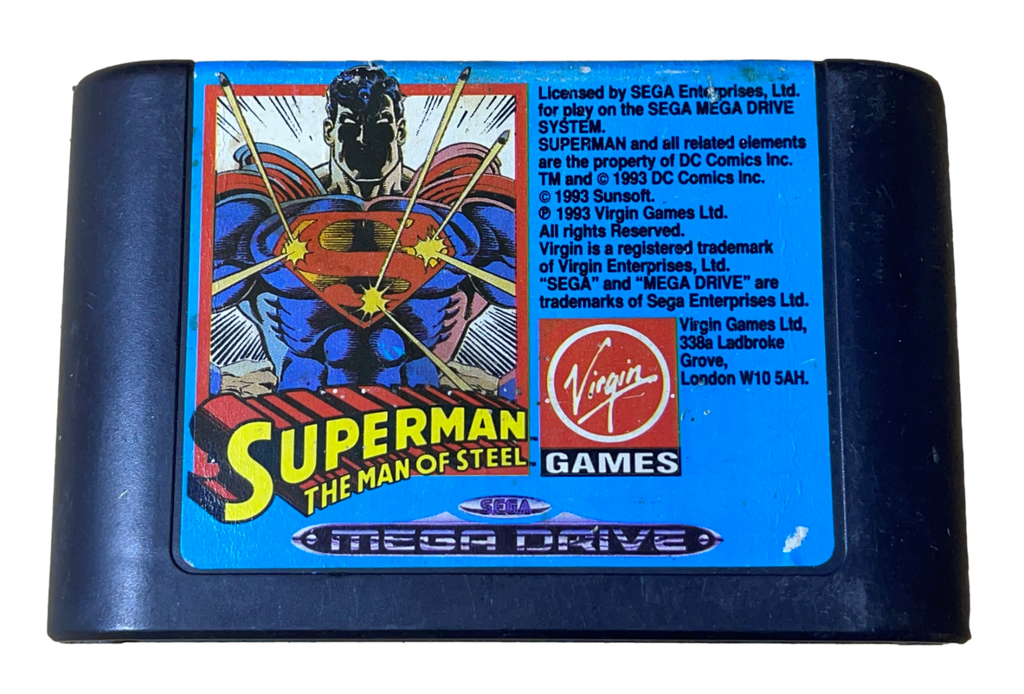 Licensed by SEGA Enterprises, Ltd.
for play on the SEGA MEGA DRIVE
SYSTEM.
SUPERMAN and all related elements
are the property of DC Comics Inc.
TM and © 1993 DC Comics Inc.
© 1993 Sunsoft.
℗ 1993 Virgin Games Ltd.
All rights Reserved.
Virgin is a registered trademark
of Virgin Enterprises, Ltd.
“SEGA” and “MEGA DRIVE” are
trademarks of Sega Enterprises Ltd.
Virgin Games Ltd,
338a Ladbroke
Grove,
London W10 5AH.
Virgin
GAMES
S
SUPERMAN
THE MAN OF STEEL
SEGA
MEGA DRIVE